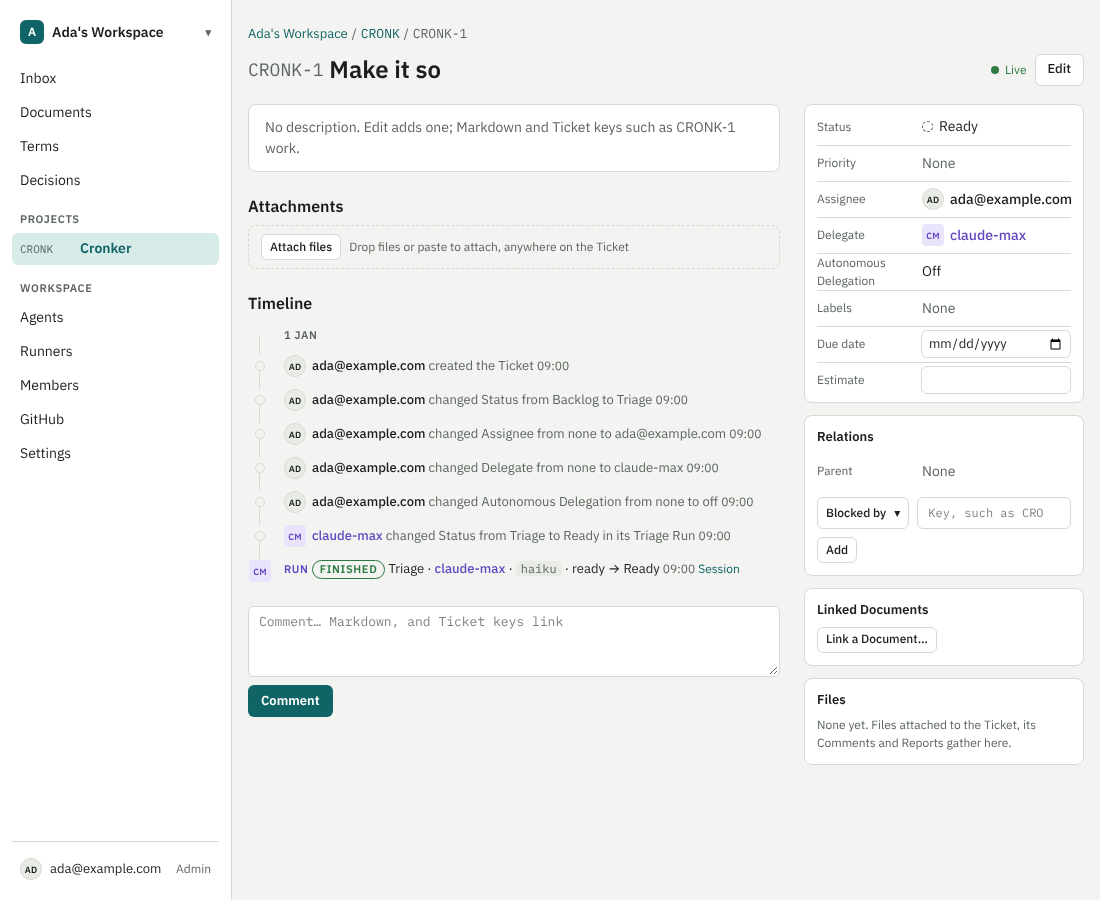 A Ada's Workspace ▾
Inbox
Documents
Terms
Decisions
PROJECTS
CRONK Cronker
WORKSPACE
Agents
Runners
Members
GitHub
Settings
AD ada@example.com Admin
Ada's Workspace / CRONK / CRONK-1
CRONK-1 Make it so
Live Edit
No description. Edit adds one; Markdown and Ticket keys such as CRONK-1
work.
Attachments
Attach files Drop files or paste to attach, anywhere on the Ticket
Timeline
1 JAN
AD ada@example.com created the Ticket 09:00
AD ada@example.com changed Status from Backlog to Triage 09:00
AD ada@example.com changed Assignee from none to ada@example.com 09:00
AD ada@example.com changed Delegate from none to claude-max 09:00
AD ada@example.com changed Autonomous Delegation from none to off 09:00
CM claude-max changed Status from Triage to Ready in its Triage Run 09:00
CM RUN FINISHED Triage · claude-max · haiku · ready → Ready 09:00 Session
Comment… Markdown, and Ticket keys link
Comment
Status Ready
Priority None
Assignee AD ada@example.com
Delegate CM claude-max
Autonomous
Delegation Off
Labels None
Due date mm/dd/yyyy
Estimate
Relations
Parent None
Blocked by ▾ Key, such as CRO
Add
Linked Documents
Link a Document…
Files
None yet. Files attached to the Ticket, its
Comments and Reports gather here.